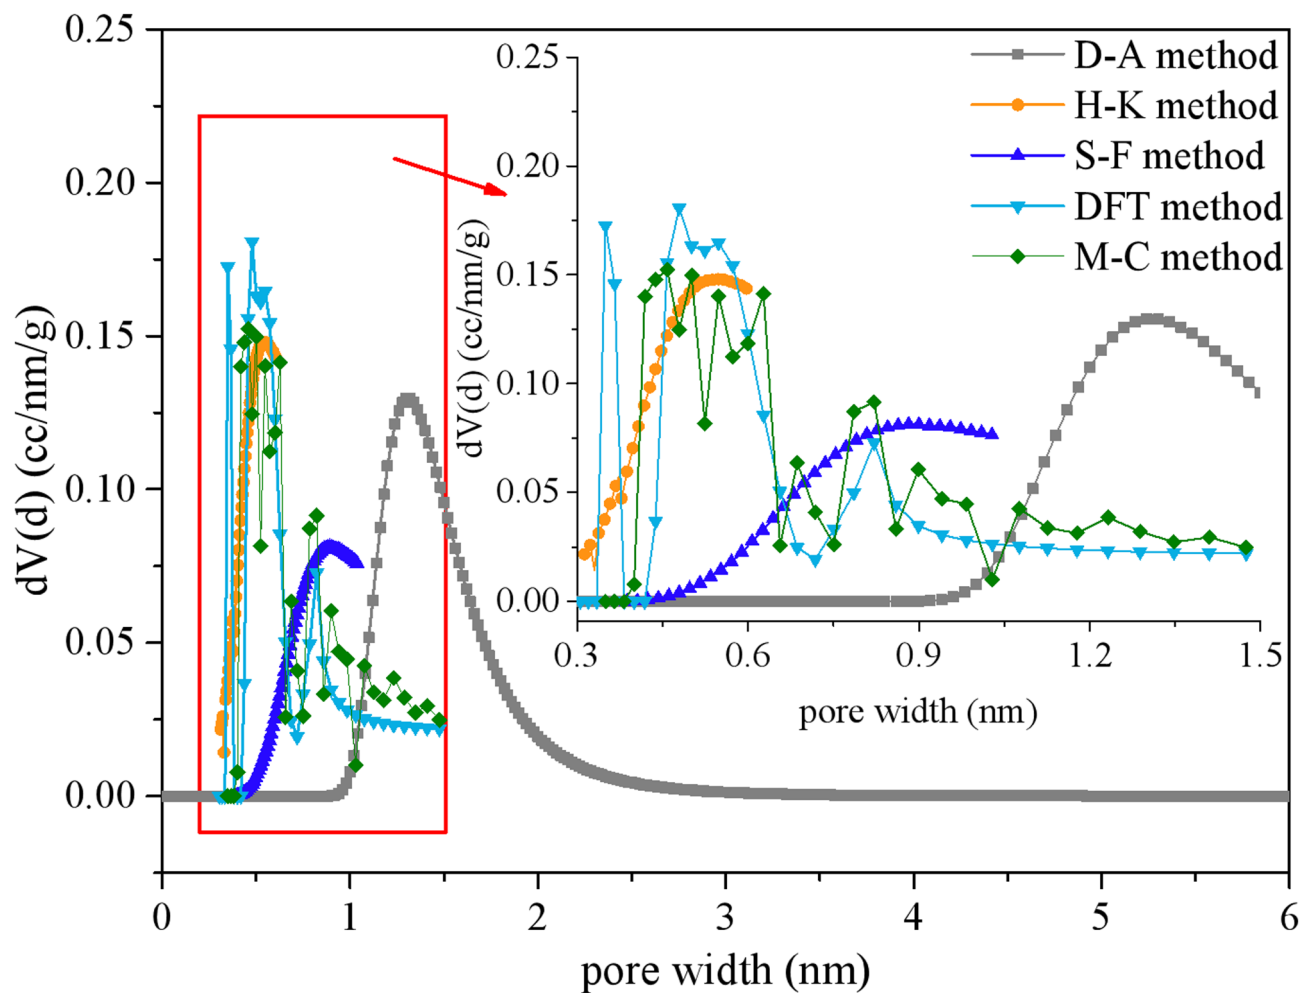 0.25
0.20
0.15
0.10
0.05
0.00
dV(d) (cc/nm/g)
0
1
2
3
4
5
6
pore width (nm)
0.25
0.20
0.15
0.10
0.05
0.00
dV(d) (cc/nm/g)
0.3
0.6
0.9
1.2
1.5
pore width (nm)
D-A method
H-K method
S-F method
DFT method
M-C method